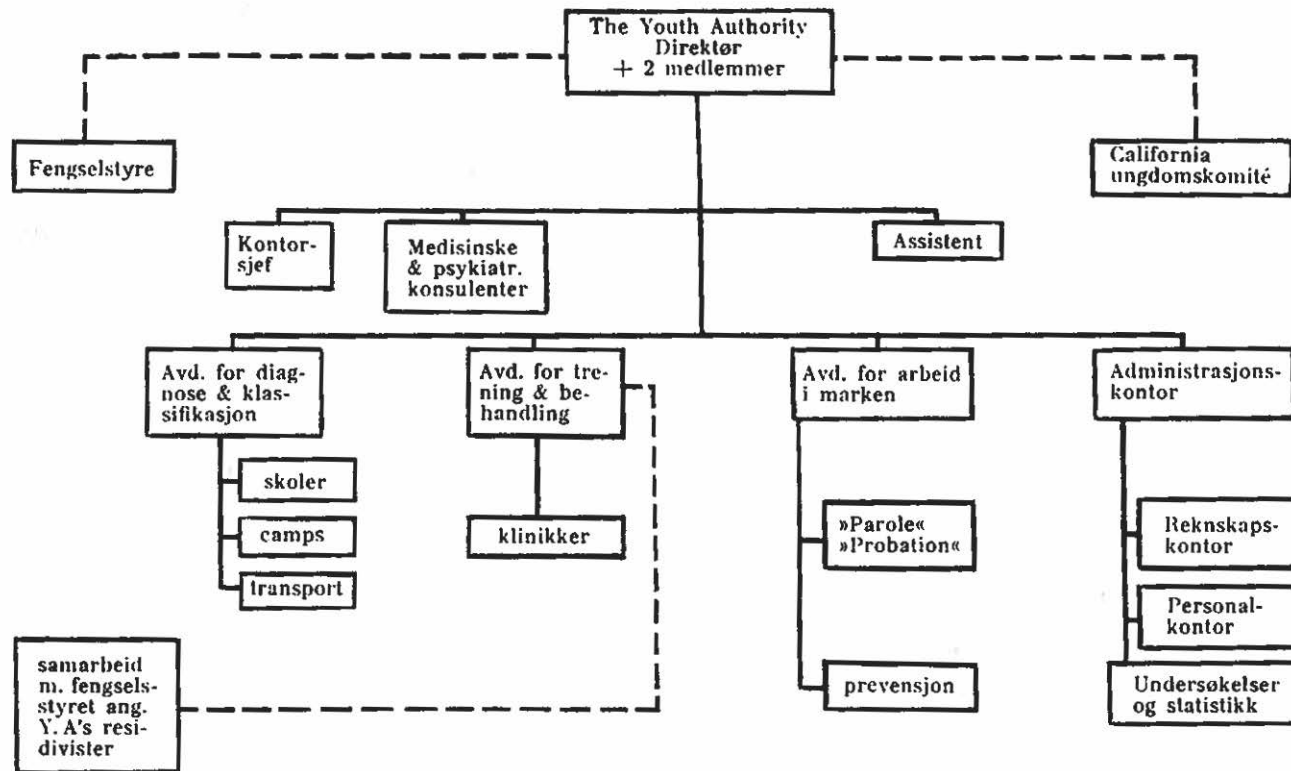 The Youth Authority
Direktør
+ 2 medlemmer
Fengselstyre
California
ungdomskomité
Kontor-
sjef
Medisinske
& psykiatr.
konsulenter
Assistent
Avd. for diag-
nose & klas-
sifikasjon
Avd. for tre-
ning & be-
handling
Avd. for arbeid
i marken
Administrasjons-
kontor
skoler
camps
transport
klinikker
»Parole«
»Probation«
prevensjon
Reknskaps-
kontor
Personal-
kontor
Undersøkelser
og statistikk
samarbeid
m. fengsels-
styret ang.
Y. A's resi-
divister